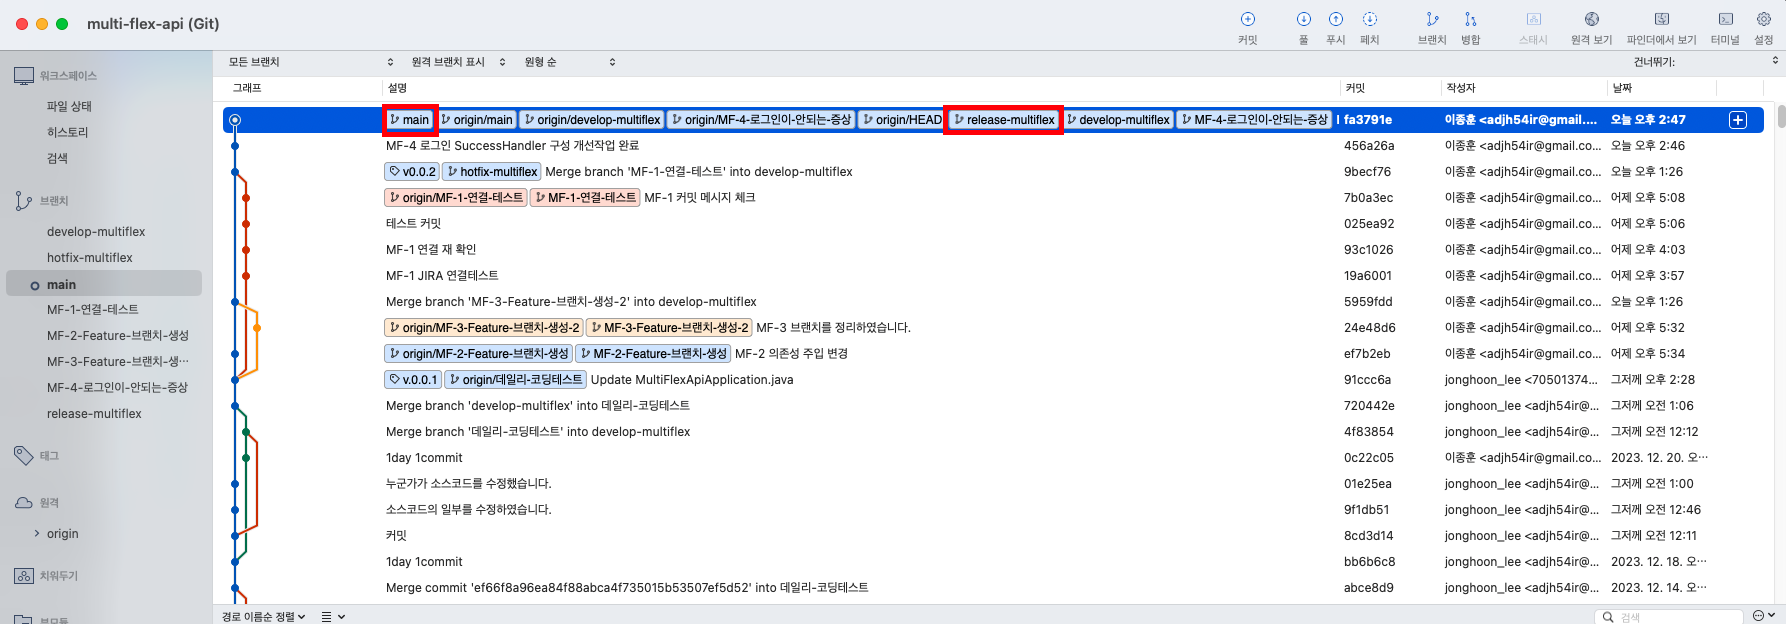 multi-flex-api (Git)
커밋 풀 푸시 페치 브랜치 병합 스태시 원격 보기 파인더에서 보기 터미널 설정
모든 브랜치 원격 브랜치 표시 원형 순 건너뛰기:
그래프 설명 커밋 작성자 날짜
워크스페이스
파일 상태
히스토리
검색
브랜치
develop-multiflex
hotfix-multiflex
main
MF-1-연결-테스트
MF-2-Feature-브랜치-생성
MF-3-Feature-브랜치-생…
MF-4-로그인이-안되는-증상
release-multiflex
태그
원격
origin
치워두기
main origin/main origin/develop-multiflex origin/MF-4-로그인이-안되는-증상 origin/HEAD release-multiflex develop-multiflex MF-4-로그인이-안되는-증상 fa3791e 이종훈 <adjh54ir@gmail.... 오늘 오후 2:47
MF-4 로그인 SuccessHandler 구성 개선작업 완료 456a26a 이종훈 <adjh54ir@gmail.co... 오늘 오후 2:46
v0.0.2 hotfix-multiflex Merge branch 'MF-1-연결-테스트' into develop-multiflex 9becf76 이종훈 <adjh54ir@gmail.co... 오늘 오후 1:26
origin/MF-1-연결-테스트 MF-1-연결-테스트 MF-1 커밋 메시지 체크 7b0a3ec 이종훈 <adjh54ir@gmail.co... 어제 오후 5:08
테스트 커밋 025ea92 이종훈 <adjh54ir@gmail.co... 어제 오후 5:06
MF-1 연결 재 확인 93c1026 이종훈 <adjh54ir@gmail.co... 어제 오후 4:03
MF-1 JIRA 연결테스트 19a6001 이종훈 <adjh54ir@gmail.co... 어제 오후 3:57
Merge branch 'MF-3-Feature-브랜치-생성-2' into develop-multiflex 5959fdd 이종훈 <adjh54ir@gmail.co... 오늘 오후 1:26
origin/MF-3-Feature-브랜치-생성-2 MF-3-Feature-브랜치-생성-2 MF-3 브랜치를 정리하였습니다. 24e48d6 이종훈 <adjh54ir@gmail.co... 어제 오후 5:32
origin/MF-2-Feature-브랜치-생성 MF-2-Feature-브랜치-생성 MF-2 의존성 주입 변경 ef7b2eb 이종훈 <adjh54ir@gmail.co... 어제 오후 5:34
v.0.0.1 origin/데일리-코딩테스트 Update MultiFlexApiApplication.java 91ccc6a jonghoon_lee <70501374... 그저께 오후 2:28
Merge branch 'develop-multiflex' into 데일리-코딩테스트 720442e jonghoon_lee <adjh54ir@... 그저께 오전 1:06
Merge branch '데일리-코딩테스트' into develop-multiflex 4f83854 jonghoon_lee <adjh54ir@... 그저께 오전 12:12
1day 1commit 0c22c05 이종훈 <adjh54ir@gmail.co... 2023. 12. 20. 오…
누군가가 소스코드를 수정했습니다. 01e25ea jonghoon_lee <adjh54ir@... 그저께 오전 1:00
소스코드의 일부를 수정하였습니다. 9f1db51 jonghoon_lee <adjh54ir@... 그저께 오전 12:46
커밋 8cd3d14 jonghoon_lee <adjh54ir@... 그저께 오전 12:11
1day 1commit bb6b6c8 jonghoon_lee <adjh54ir@... 2023. 12. 18. 오…
Merge commit 'ef66f8a96ea84f88abca4f735015b53507ef5d52' into 데일리-코딩테스트 abce8d9 jonghoon_lee <adjh54ir@... 2023. 12. 14. 오…
경로 이름순 정렬 검색